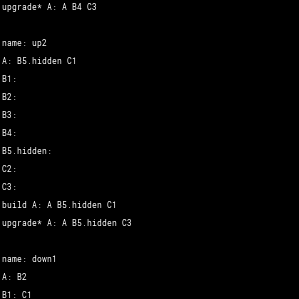 upgrade* A: A B4 C3
name: up2
A: B5.hidden C1
B1:
B2:
B3:
B4:
B5.hidden:
C2:
C3:
build A: A B5.hidden C1
upgrade* A: A B5.hidden C3
name: down1
A: B2
B1: C1